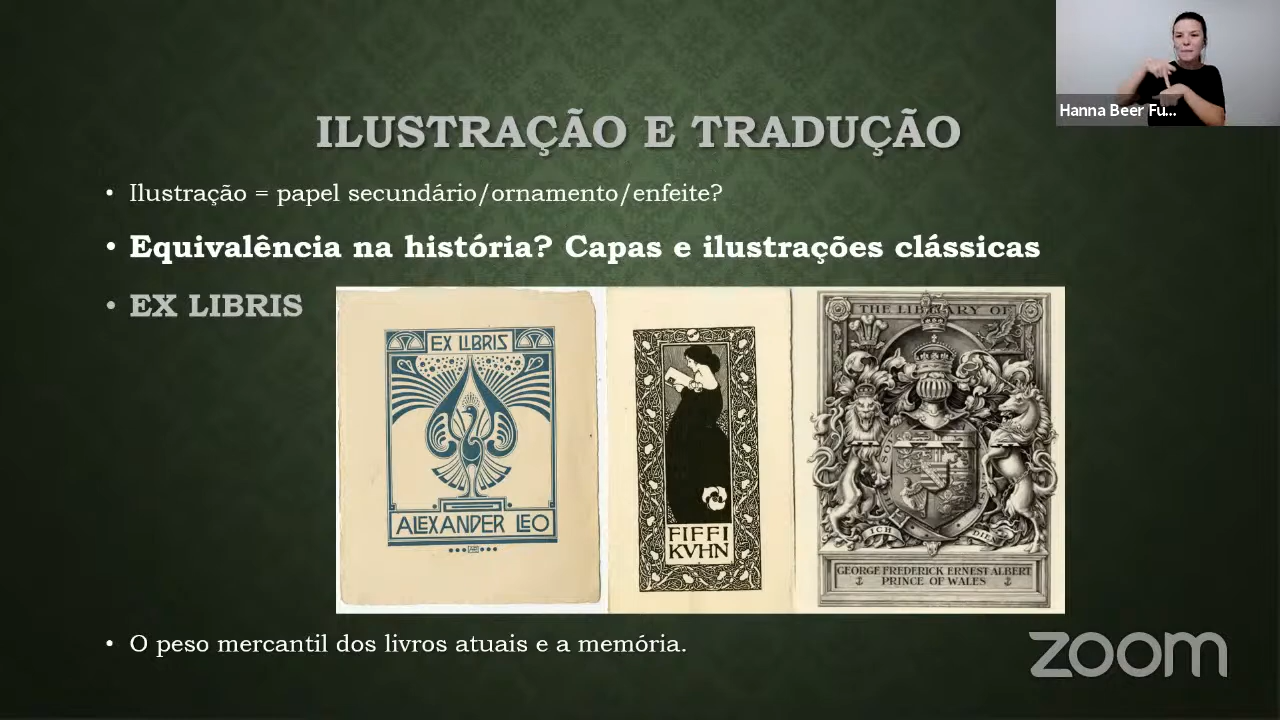 Hanna Beer Fu...
ILUSTRAÇÃO E TRADUÇÃO
• Ilustração = papel secundário/ornamento/enfeite?
• Equivalência na história? Capas e ilustrações clássicas
• EX LIBRIS
EX LIBRIS
ALEXANDER LEO
FIFFI
KVHN
THE LIBRARY OF
ICH
DIE
GEORGE FREDERICK ERNEST ALBERT
PRINCE OF WALES
• O peso mercantil dos livros atuais e a memória.
zoom